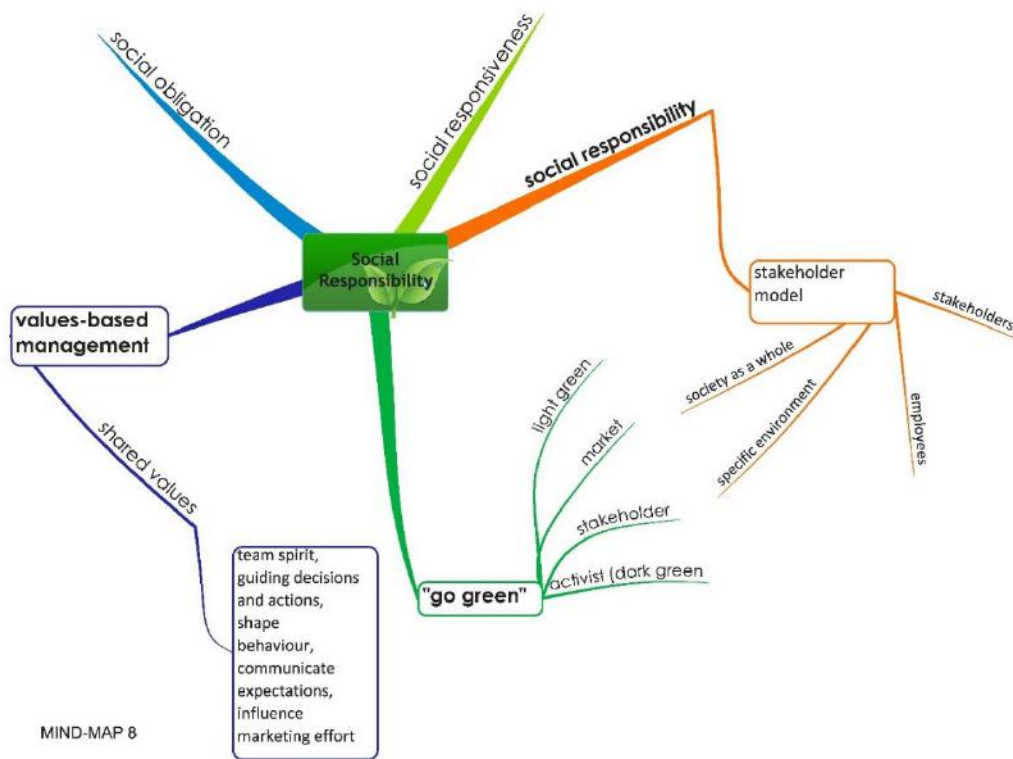 social obligation
social responsiveness
social responsibility
Social
Responsibility
stakeholder
model
stakeholders
society as a whole
specific environment
employees
values-based
management
shared values
team spirit,
guiding decisions
and actions,
shape
behaviour,
communicate
expectations,
influence
marketing effort
light green
market
stakeholder
activist (dark green
"go green"
MIND-MAP 8